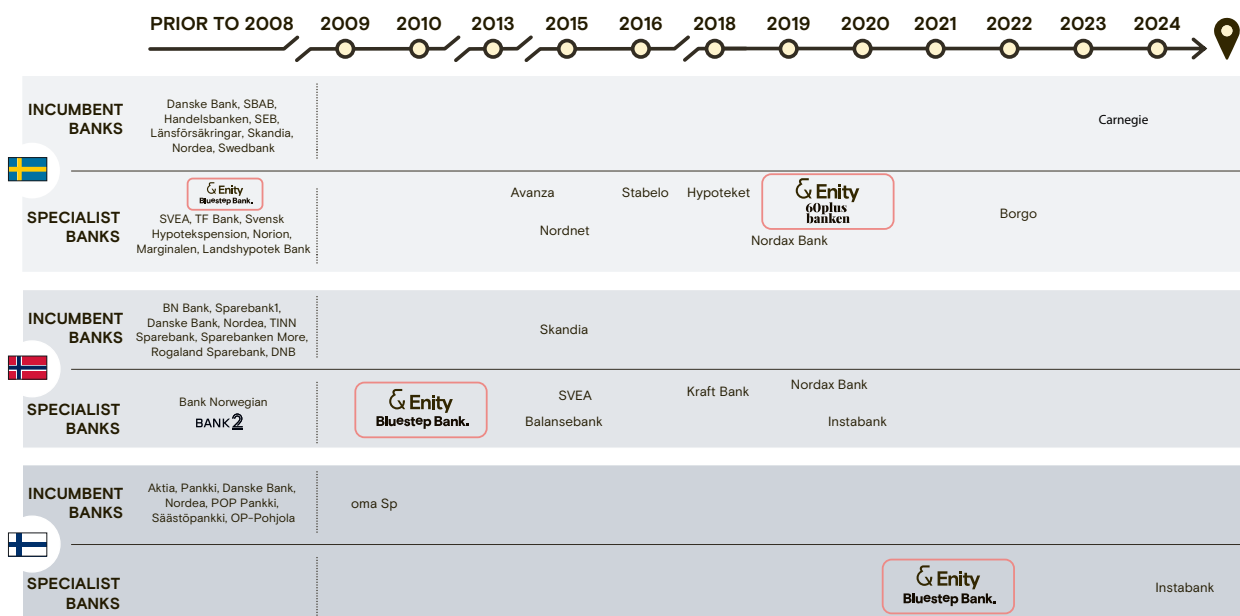 PRIOR TO 2008 2009 2010 2013 2015 2016 2018 2019 2020 2021 2022 2023 2024
INCUMBENT
BANKS
Danske Bank, SBAB,
Handelsbanken, SEB,
Länsförsäkringar, Skandia,
Nordea, Swedbank
Carnegie
SPECIALIST
BANKS
Enity
Bluestep Bank.
SVEA, TF Bank, Svensk
Hypotekspension, Norion,
Marginalen, Landshypotek Bank
Avanza
Nordnet
Stabelo
Hypoteket
Enity
60plus
banken
Nordax Bank
Borgo
INCUMBENT
BANKS
BN Bank, Sparebank1,
Danske Bank, Nordea, TINN
Sparebank, Sparebanken More,
Rogaland Sparebank, DNB
Skandia
SPECIALIST
BANKS
Bank Norwegian
BANK 2
Enity
Bluestep Bank.
SVEA
Balansebank
Kraft Bank
Nordax Bank
Instabank
INCUMBENT
BANKS
Aktia, Pankki, Danske Bank,
Nordea, POP Pankki,
Säästöpankki, OP-Pohjola
oma Sp
SPECIALIST
BANKS
Enity
Bluestep Bank.
Instabank